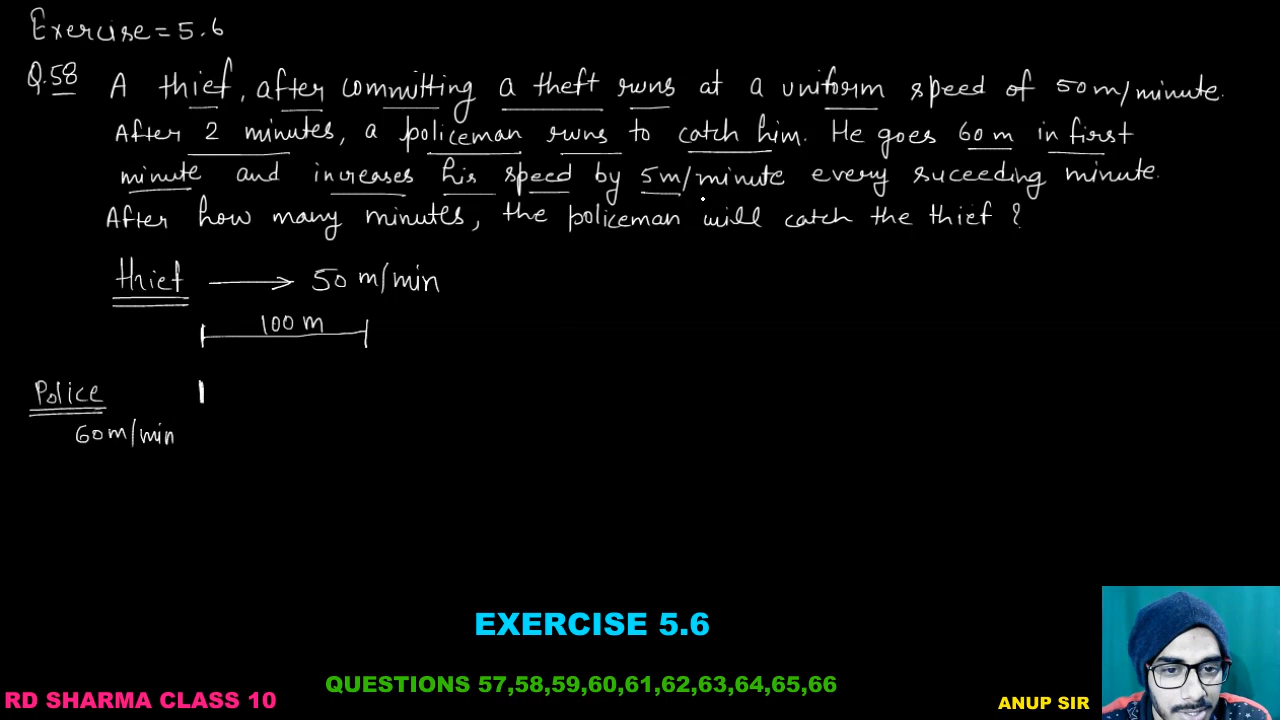 Exercise = 5.6
Q.58 A thief, after committing a theft runs at a uniform speed of 50m/minute.
After 2 minutes, a policeman runs to catch him. He goes 60 m in first
minute and increases his speed by 5m/minute every suceeding minute.
After how many minutes, the policeman will catch the thief ?
thief → 50 m/min
100 m
Police
60m/min
EXERCISE 5.6
QUESTIONS 57,58,59,60,61,62,63,64,65,66
RD SHARMA CLASS 10
ANUP SIR